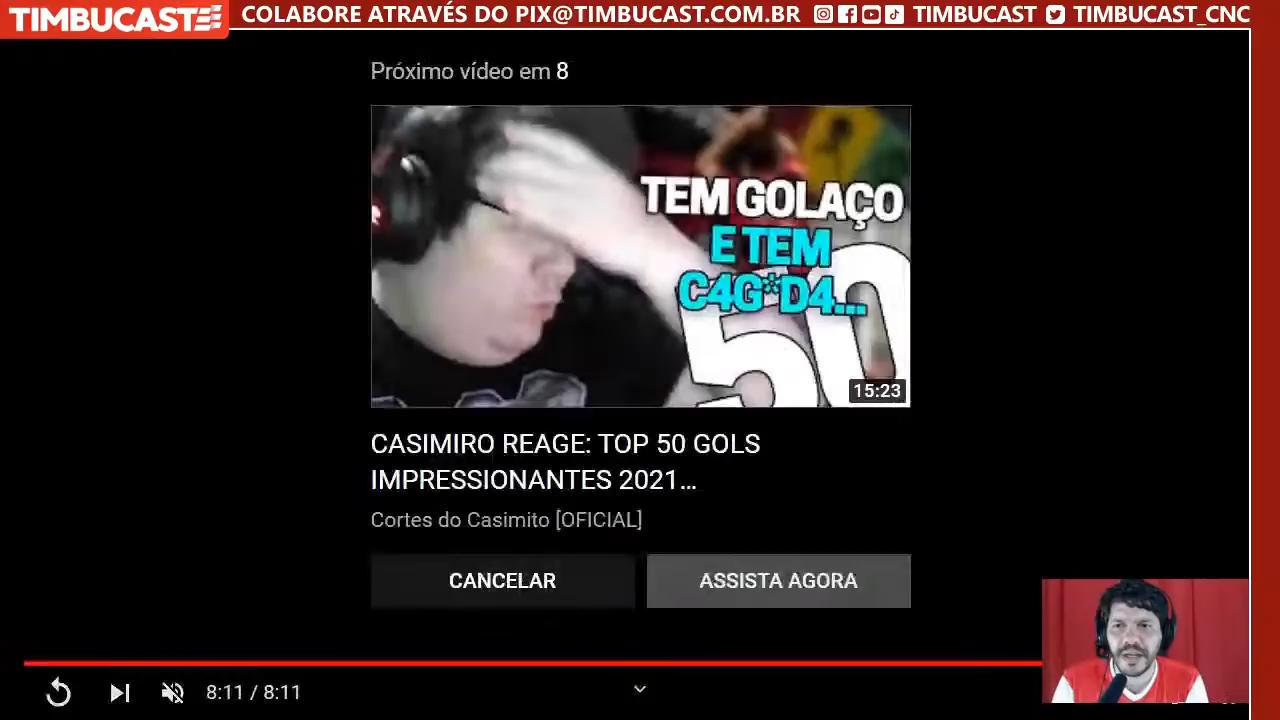 TIMBUCAST
COLABORE ATRAVÉS DO PIX@TIMBUCAST.COM.BR TIMBUCAST TIMBUCAST_CNC
Próximo vídeo em 8
TEM GOLAÇO
E TEM
C4G*D4...
50
15:23
CASIMIRO REAGE: TOP 50 GOLS
IMPRESSIONANTES 2021...
Cortes do Casimito [OFICIAL]
CANCELAR ASSISTA AGORA
8:11 / 8:11